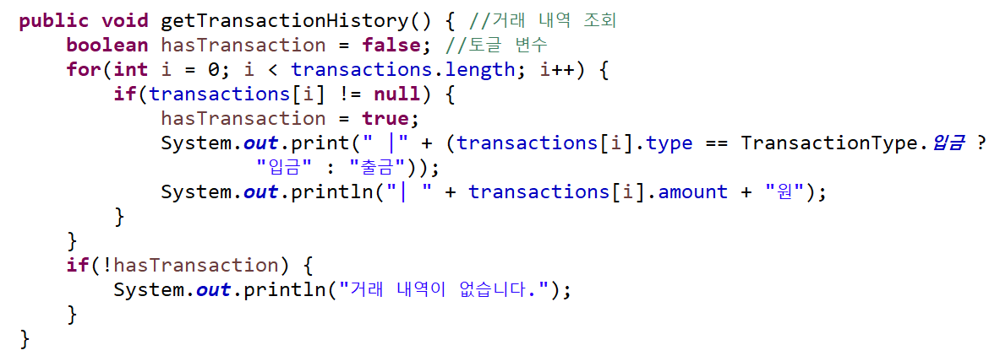 public void getTransactionHistory() { //거래 내역 조회
    boolean hasTransaction = false; //토글 변수
    for(int i = 0; i < transactions.length; i++) {
        if(transactions[i] != null) {
            hasTransaction = true;
            System.out.print(" |" + (transactions[i].type == TransactionType.입금 ?
                    "입금" : "출금"));
            System.out.println("| " + transactions[i].amount + "원");
        }
    }
    if(!hasTransaction) {
        System.out.println("거래 내역이 없습니다.");
    }
}